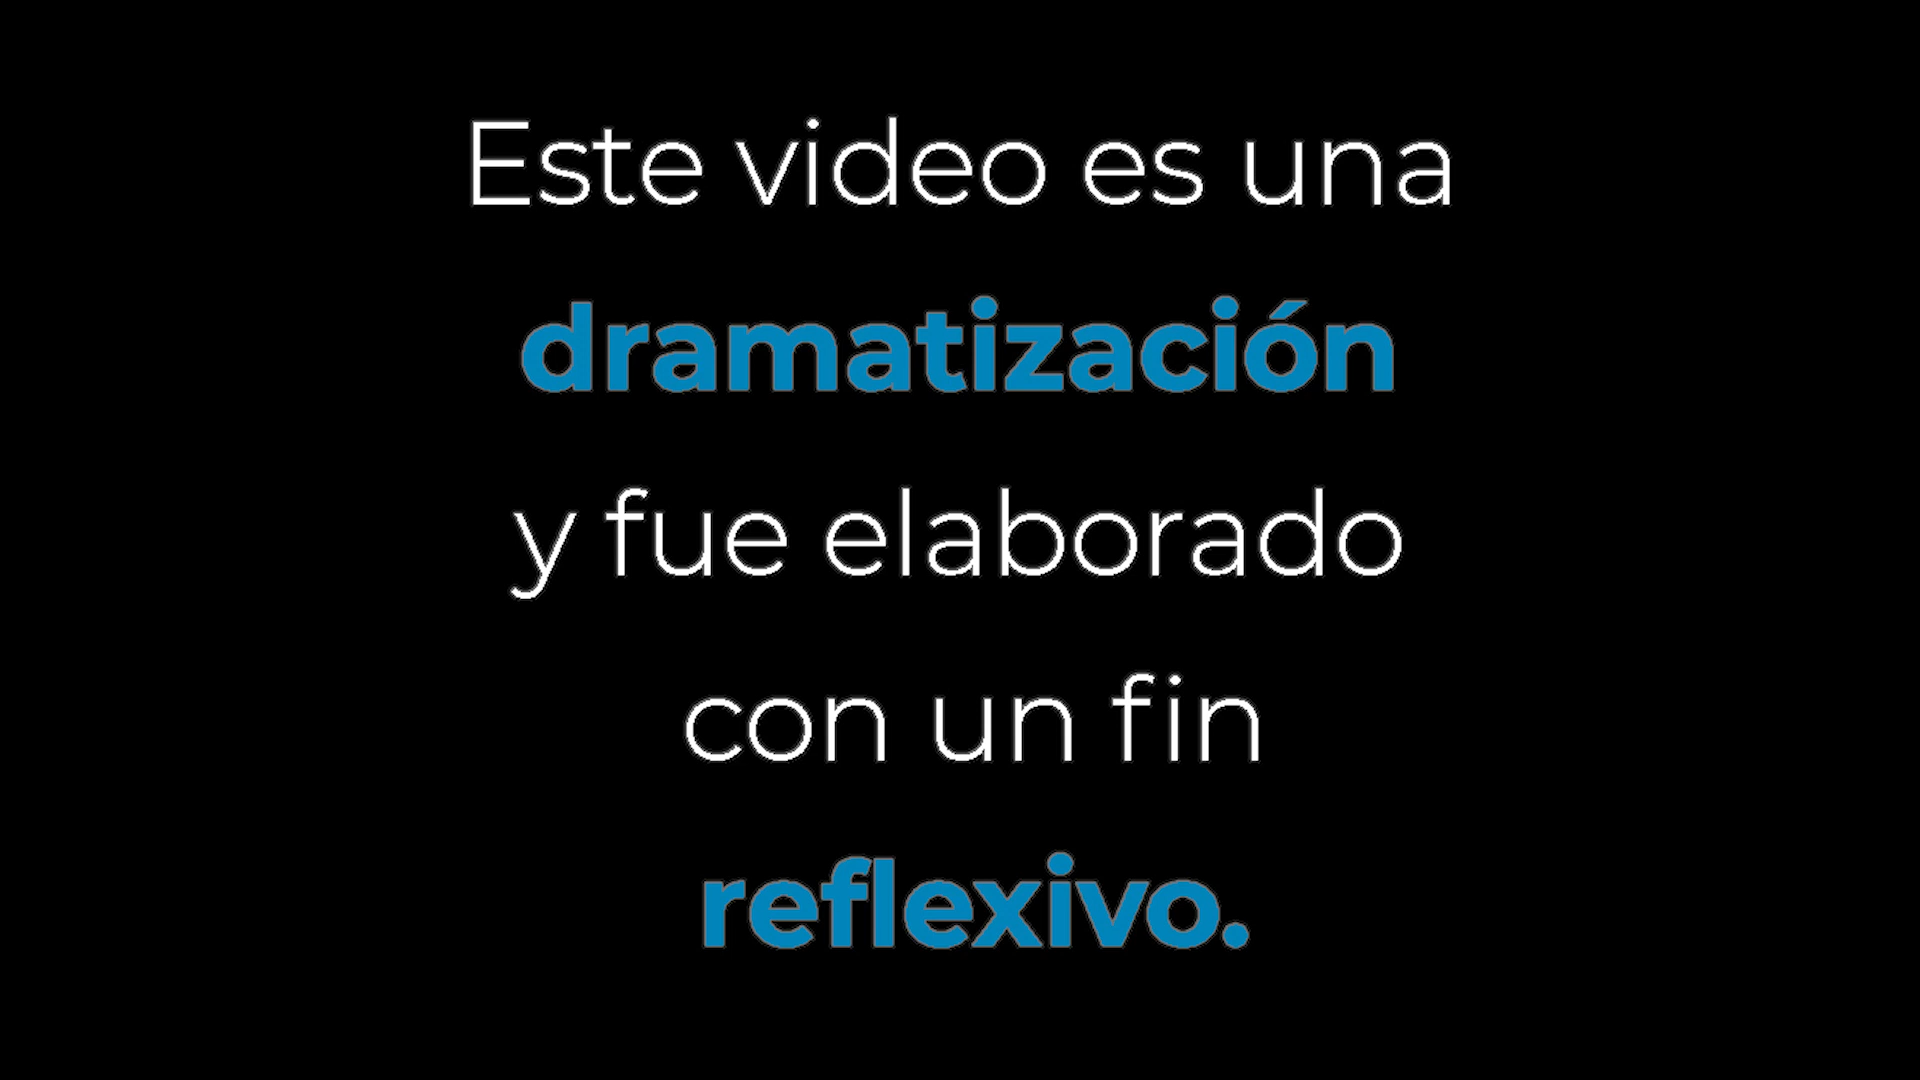 Este video es una
dramatización
y fue elaborado
con un fin
reflexivo.